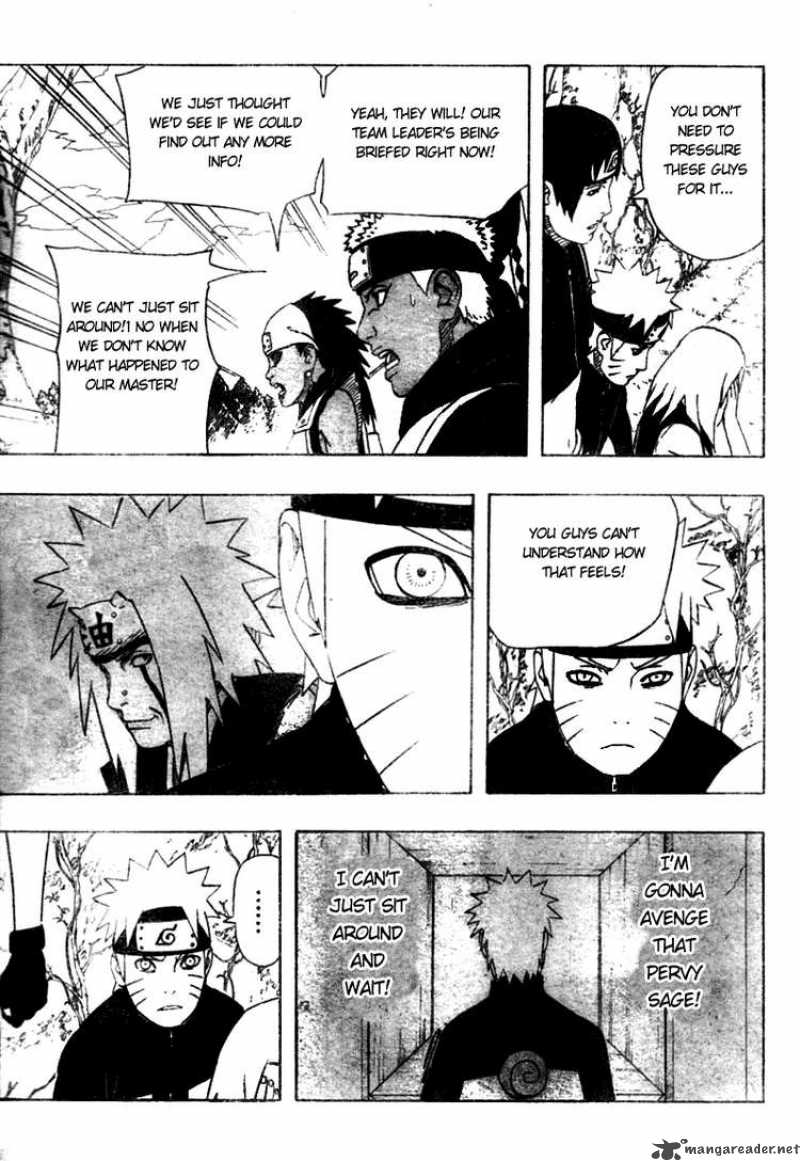 YOU DON'T
NEED TO
PRESSURE
THESE GUYS
FOR IT...
YEAH, THEY WILL! OUR
TEAM LEADER'S BEING
BRIEFED RIGHT NOW!
WE JUST THOUGHT
WE'D SEE IF WE COULD
FIND OUT ANY MORE
INFO!
WE CAN'T JUST SIT
AROUND!1 NO WHEN
WE DON'T KNOW
WHAT HAPPENED TO
OUR MASTER!
YOU GUYS CAN'T
UNDERSTAND HOW
THAT FEELS!
油
I'M
GONNA
AVENGE
THAT
PERVY
SAGE!
I CAN'T
JUST SIT
AROUND
AND
WAIT!
......
mangareader.net